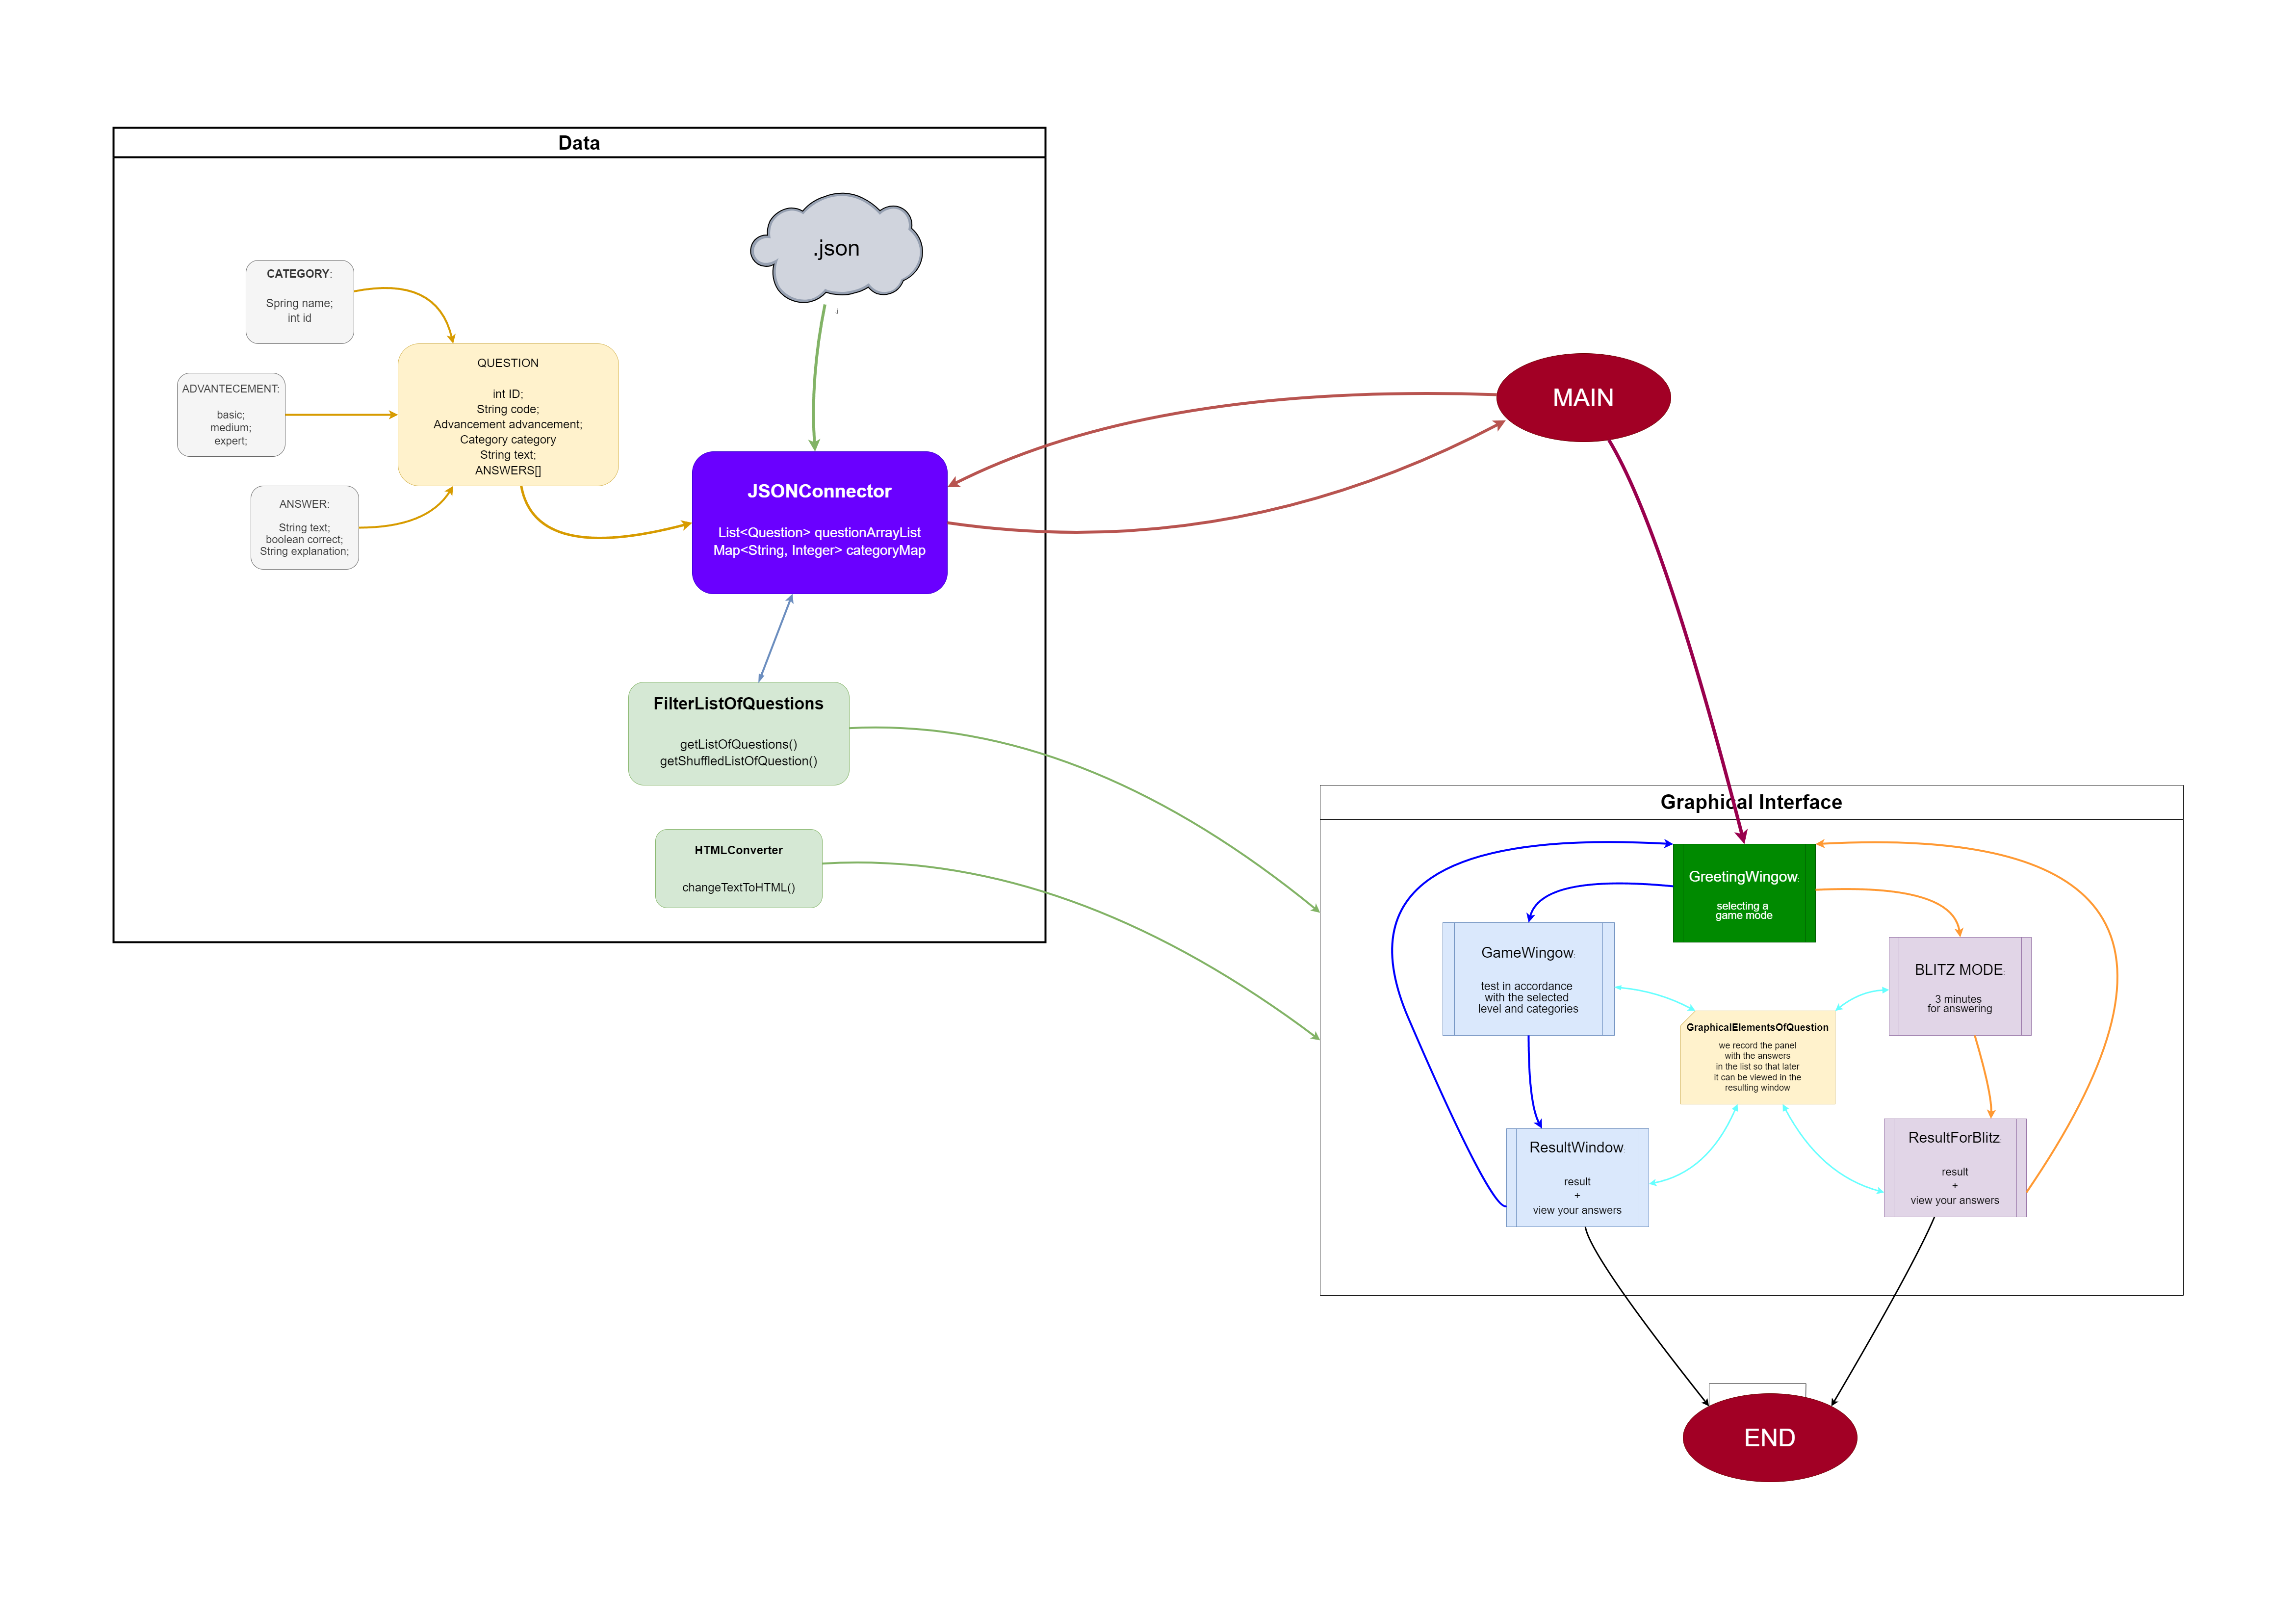 Data
.json
CATEGORY:
Spring name;
int id
ADVANTECEMENT:
basic;
medium;
expert;
ANSWER:
String text;
boolean correct;
String explanation;
QUESTION
int ID;
String code;
Advancement advancement;
Category category
String text;
ANSWERS[]
JSONConnector
List<Question> questionArrayList
Map<String, Integer> categoryMap
FilterListOfQuestions
getListOfQuestions()
getShuffledListOfQuestion()
HTMLConverter
changeTextToHTML()
MAIN
Graphical Interface
GreetingWingow
selecting a
game mode
GameWingow
test in accordance
with the selected
level and categories
BLITZ MODE
3 minutes
for answering
GraphicalElementsOfQuestion
we record the panel
with the answers
in the list so that later
it can be viewed in the
resulting window
ResultWindow
result
+
view your answers
ResultForBlitz
result
+
view your answers
END